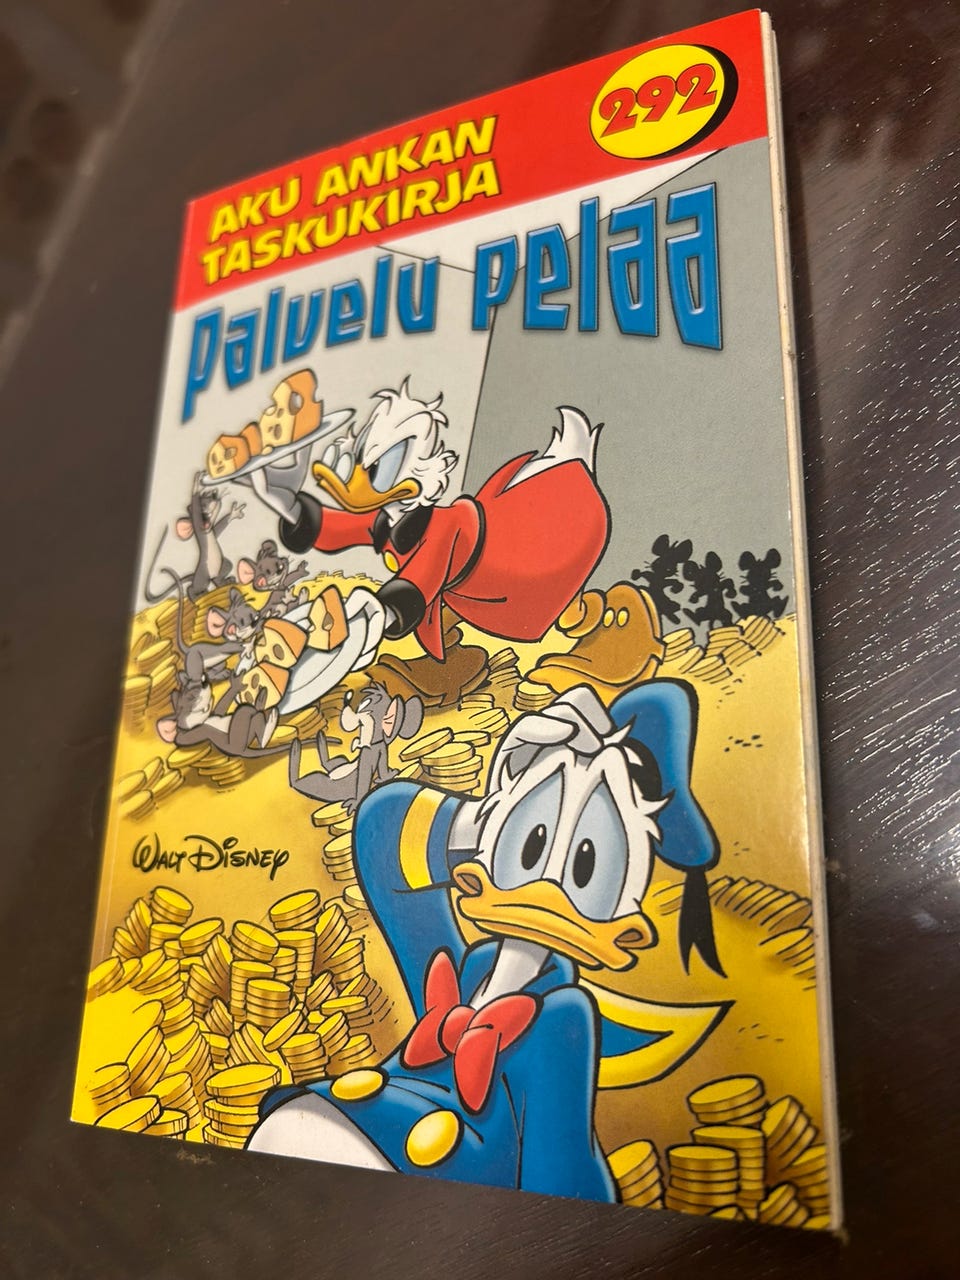 292
AKU ANKAN
TASKUKIRJA
Palvelu pelaa
WALT DISNEY